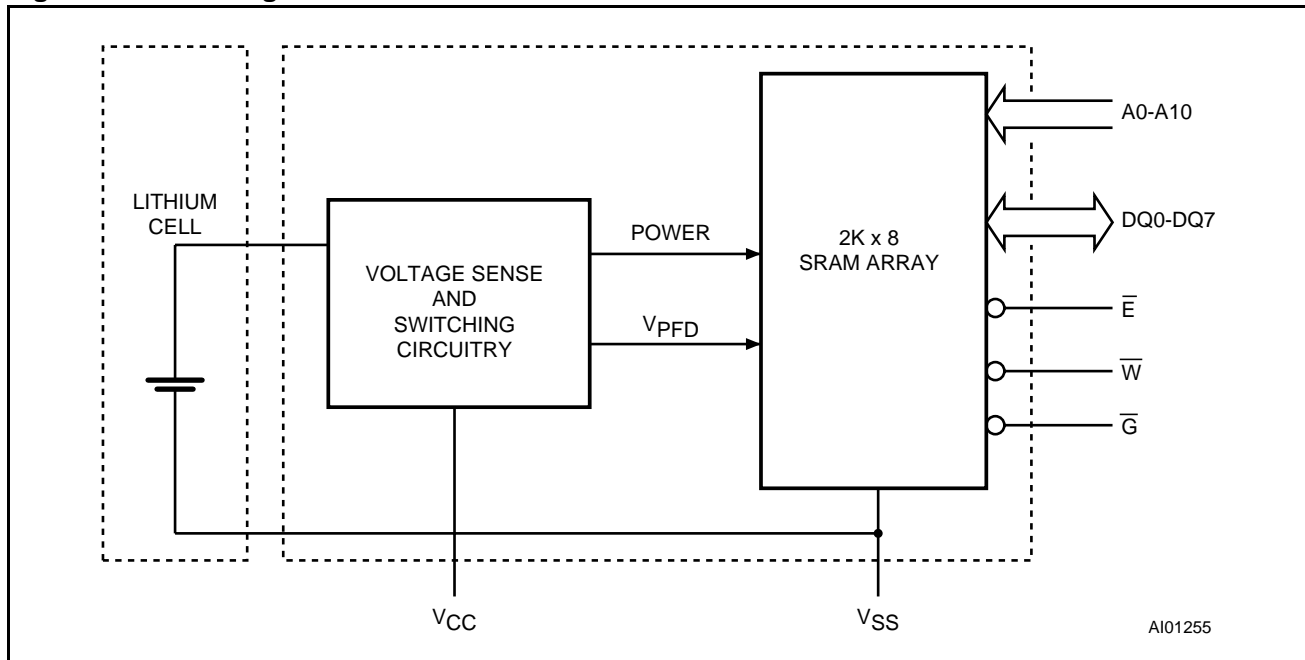 LITHIUM
CELL
VOLTAGE SENSE
AND
SWITCHING
CIRCUITRY
POWER
VPFD
2K x 8
SRAM ARRAY
A0-A10
DQ0-DQ7
E̅
W̅
G̅
VCC
VSS
AI01255